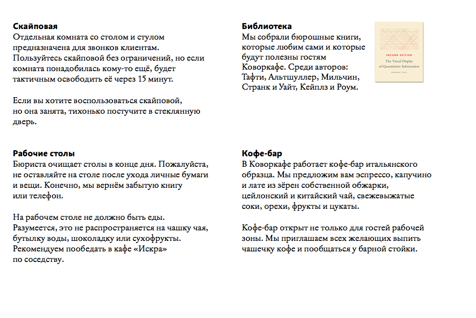 Скайповая
Отдельная комната со столом и стулом
предназначена для звонков клиентам.
Пользуйтесь скайповой без ограничений, но если
комната понадобилась кому-то ещё, будет
тактичным освободить её через 15 минут.
Если вы хотите воспользоваться скайповой,
но она занята, тихонько постучите в стеклянную
дверь.
Библиотека
Мы собрали бюрошные книги,
которые любим сами и которые
будут полезны гостям
Коворкафе. Среди авторов:
Тафти, Альтшуллер, Мильчин,
Странк и Уайт, Кейплз и Роум.
SECOND EDITION
The Visual Display
of Quantitative Information
Рабочие столы
Бюриста очищает столы в конце дня. Пожалуйста,
не оставляйте на столе после ухода личные бумаги
и вещи. Конечно, мы вернём забытую книгу
или телефон.
На рабочем столе не должно быть еды.
Разумеется, это не распространяется на чашку чая,
бутылку воды, шоколадку или сухофрукты.
Рекомендуем пообедать в кафе «Искра»
по соседству.
Кофе-бар
В Коворкафе работает кофе-бар итальянского
образца. Мы предложим вам эспрессо, капучино
и лате из зёрен собственной обжарки,
цейлонский и китайский чай, свежевыжатые
соки, орехи, фрукты и цукаты.
Кофе-бар открыт не только для гостей рабочей
зоны. Мы приглашаем всех желающих выпить
чашечку кофе и пообщаться у барной стойки.